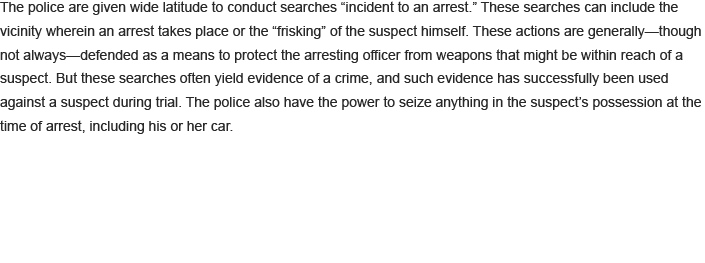 The police are given wide latitude to conduct searches “incident to an arrest.” These searches can include the
vicinity wherein an arrest takes place or the “frisking” of the suspect himself. These actions are generally—though
not always—defended as a means to protect the arresting officer from weapons that might be within reach of a
suspect. But these searches often yield evidence of a crime, and such evidence has successfully been used
against a suspect during trial. The police also have the power to seize anything in the suspect’s possession at the
time of arrest, including his or her car.